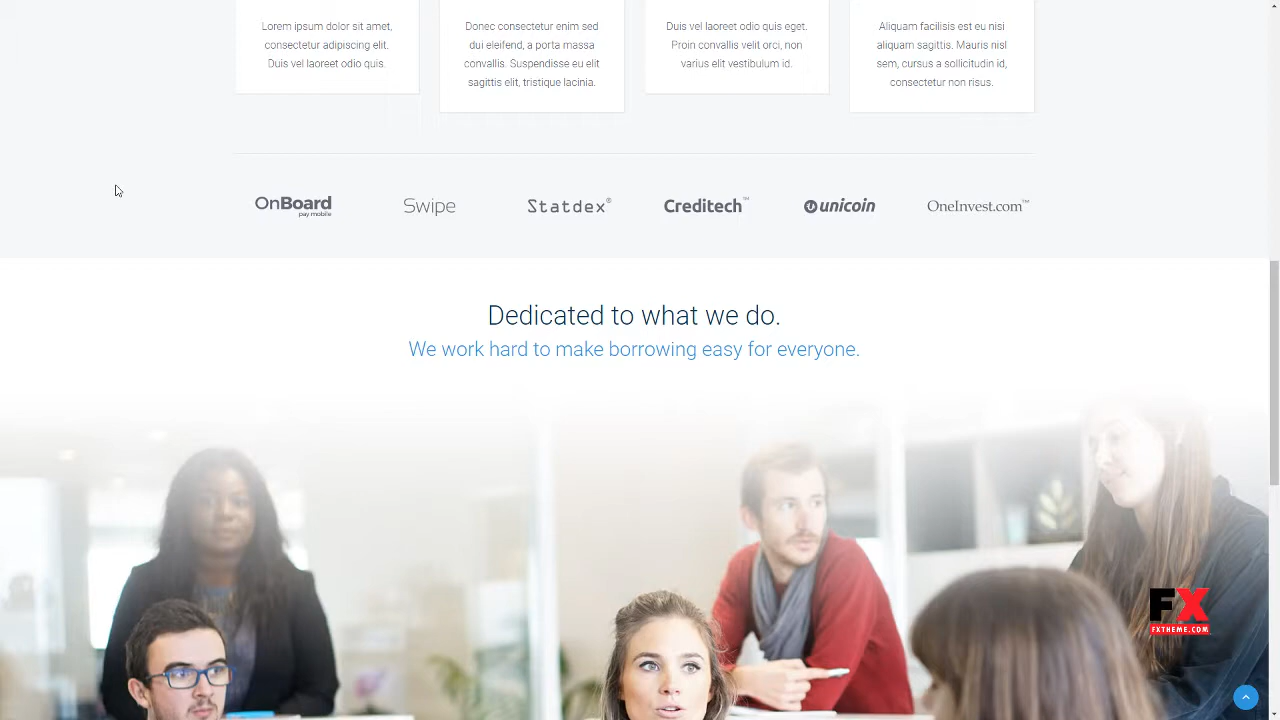 Lorem ipsum dolor sit amet,
consectetur adipiscing elit.
Duis vel laoreet odio quis.
Donec consectetur enim sed
dui eleifend, a porta massa
convallis. Suspendisse eu elit
sagittis elit, tristique lacinia.
Duis vel laoreet odio quis eget.
Proin convallis velit orci, non
varius elit vestibulum id.
Aliquam facilisis est eu nisi
aliquam sagittis. Mauris nisl
sem, cursus a sollicitudin id,
consectetur non risus.
OnBoard
pay mobile
Swipe
Statdex®
Creditech™
unicoin
OneInvest.com™
Dedicated to what we do.
We work hard to make borrowing easy for everyone.
FX
FXTHEME.COM